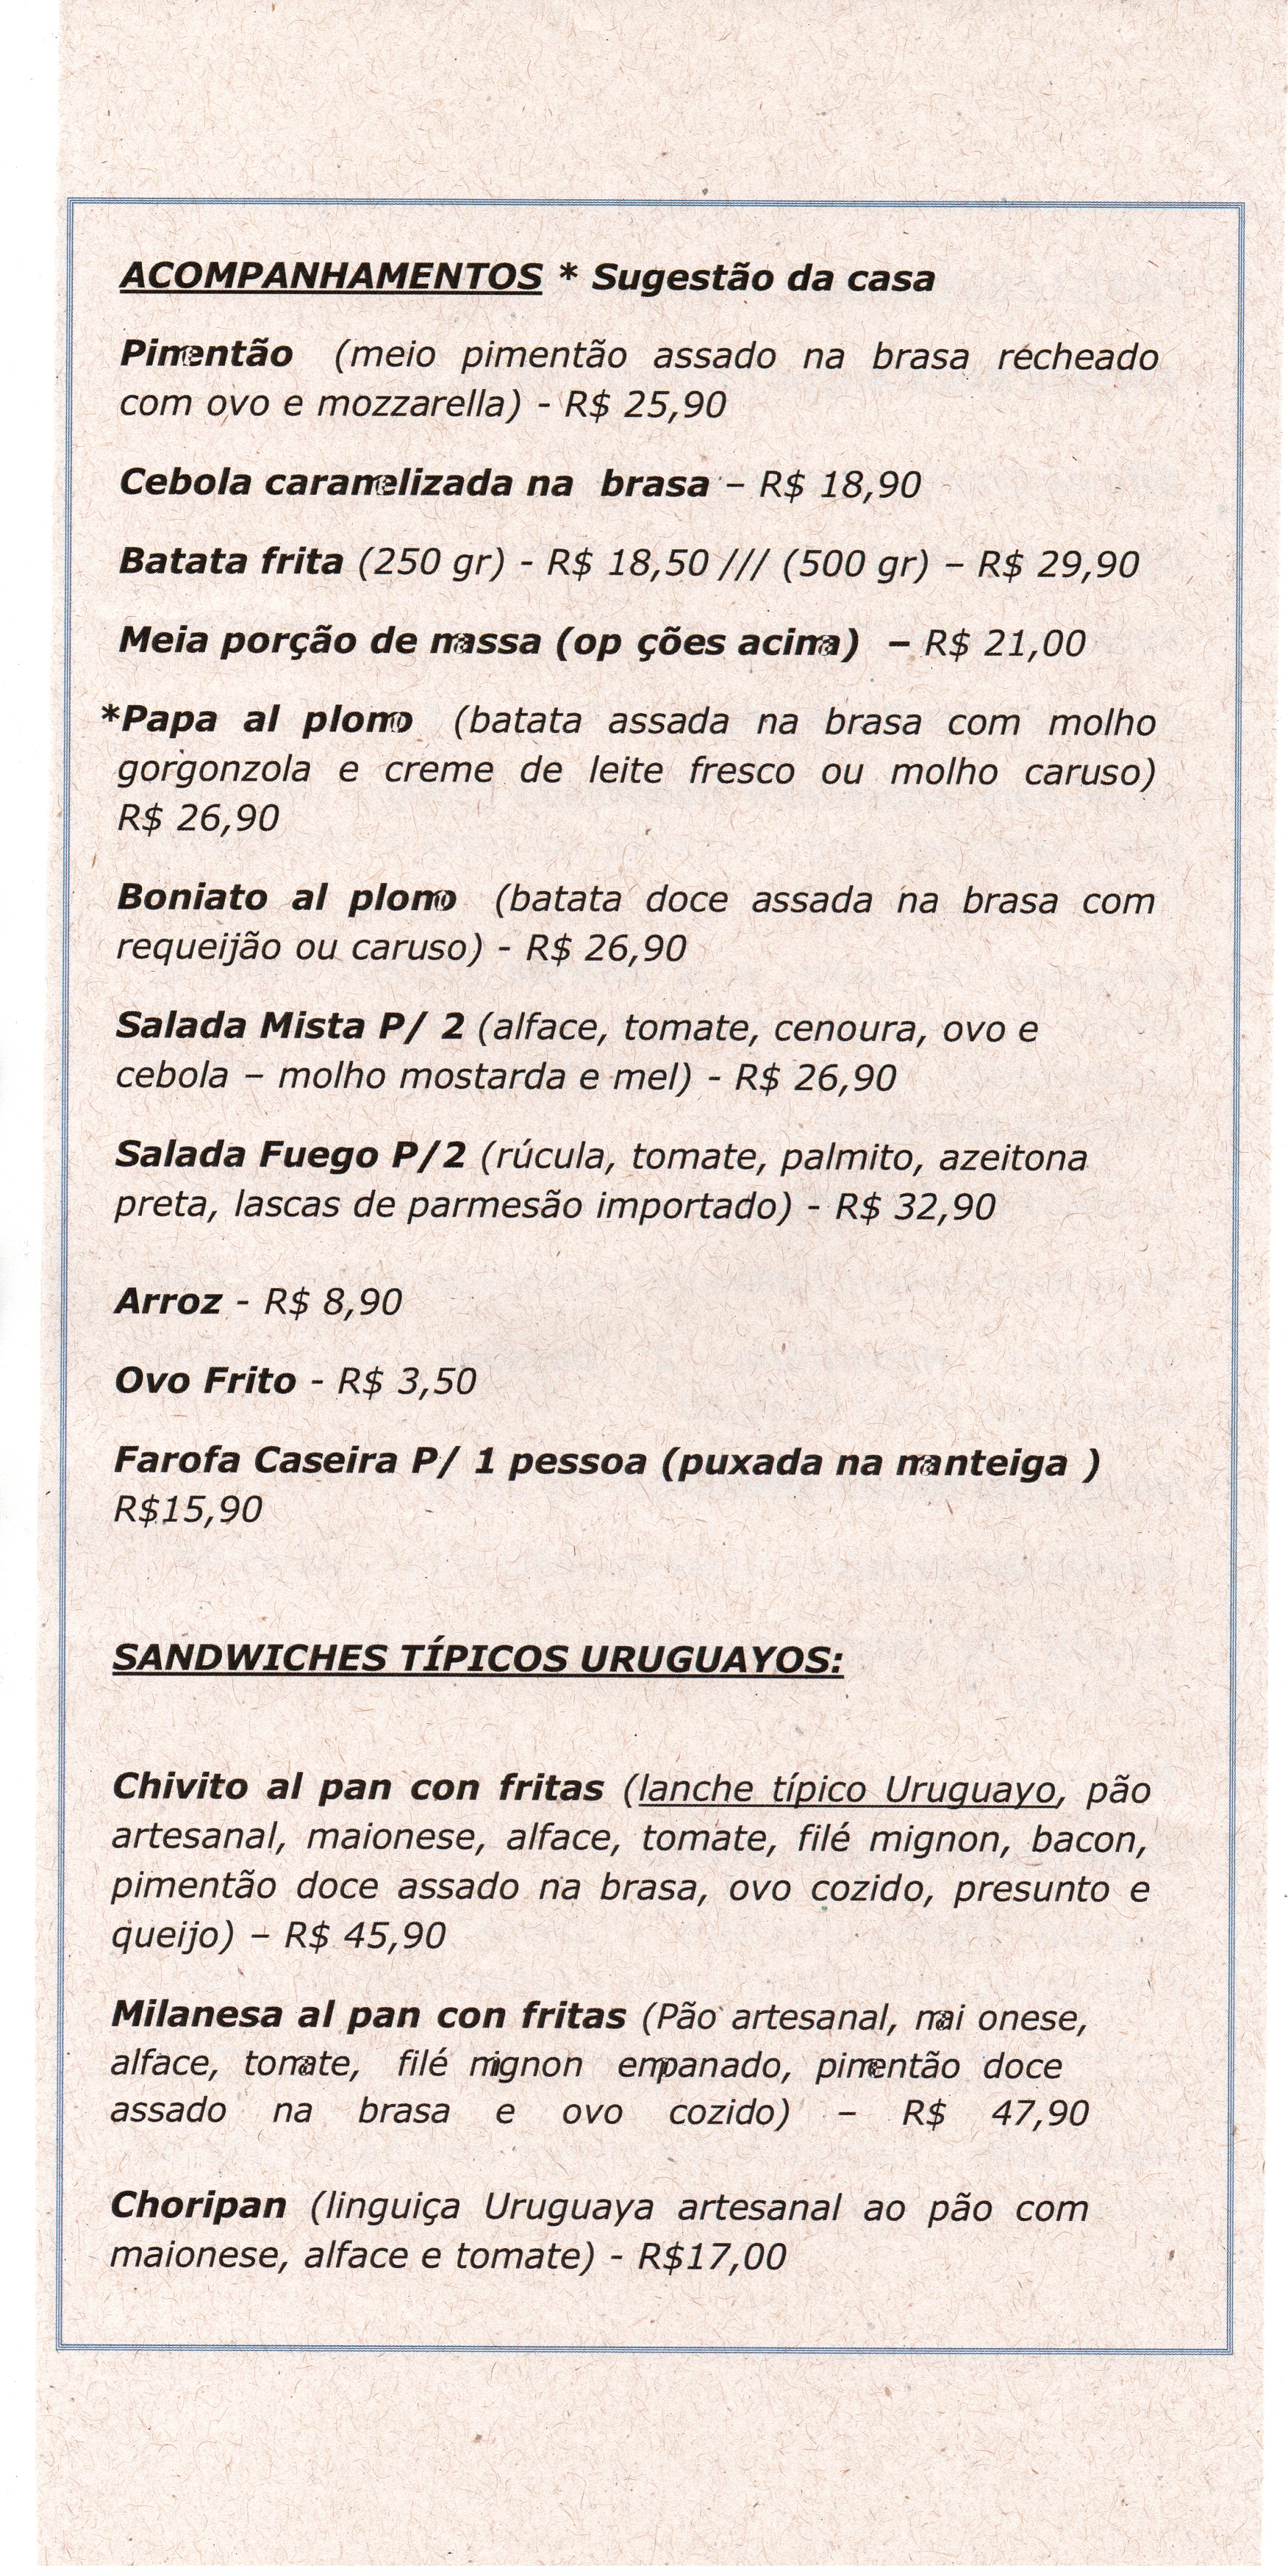 ACOMPANHAMENTOS * Sugestão da casa
Pimentão (meio pimentão assado na brasa recheado
com ovo e mozzarella) - R$ 25,90
Cebola caramelizada na brasa – R$ 18,90
Batata frita (250 gr) - R$ 18,50 /// (500 gr) – R$ 29,90
Meia porção de massa (op ções acima) – R$ 21,00
*Papa al plomo (batata assada na brasa com molho
gorgonzola e creme de leite fresco ou molho caruso)
R$ 26,90
Boniato al plomo (batata doce assada na brasa com
requeijão ou caruso) - R$ 26,90
Salada Mista P/ 2 (alface, tomate, cenoura, ovo e
cebola – molho mostarda e mel) - R$ 26,90
Salada Fuego P/2 (rúcula, tomate, palmito, azeitona
preta, lascas de parmesão importado) - R$ 32,90
Arroz - R$ 8,90
Ovo Frito - R$ 3,50
Farofa Caseira P/ 1 pessoa (puxada na manteiga )
R$15,90
SANDWICHES TÍPICOS URUGUAYOS:
Chivito al pan con fritas (lanche típico Uruguayo, pão
artesanal, maionese, alface, tomate, filé mignon, bacon,
pimentão doce assado na brasa, ovo cozido, presunto e
queijo) – R$ 45,90
Milanesa al pan con fritas (Pão artesanal, mai onese,
alface, tomate, filé mignon empanado, pimentão doce
assado na brasa e ovo cozido) – R$ 47,90
Choripan (linguiça Uruguaya artesanal ao pão com
maionese, alface e tomate) - R$17,00